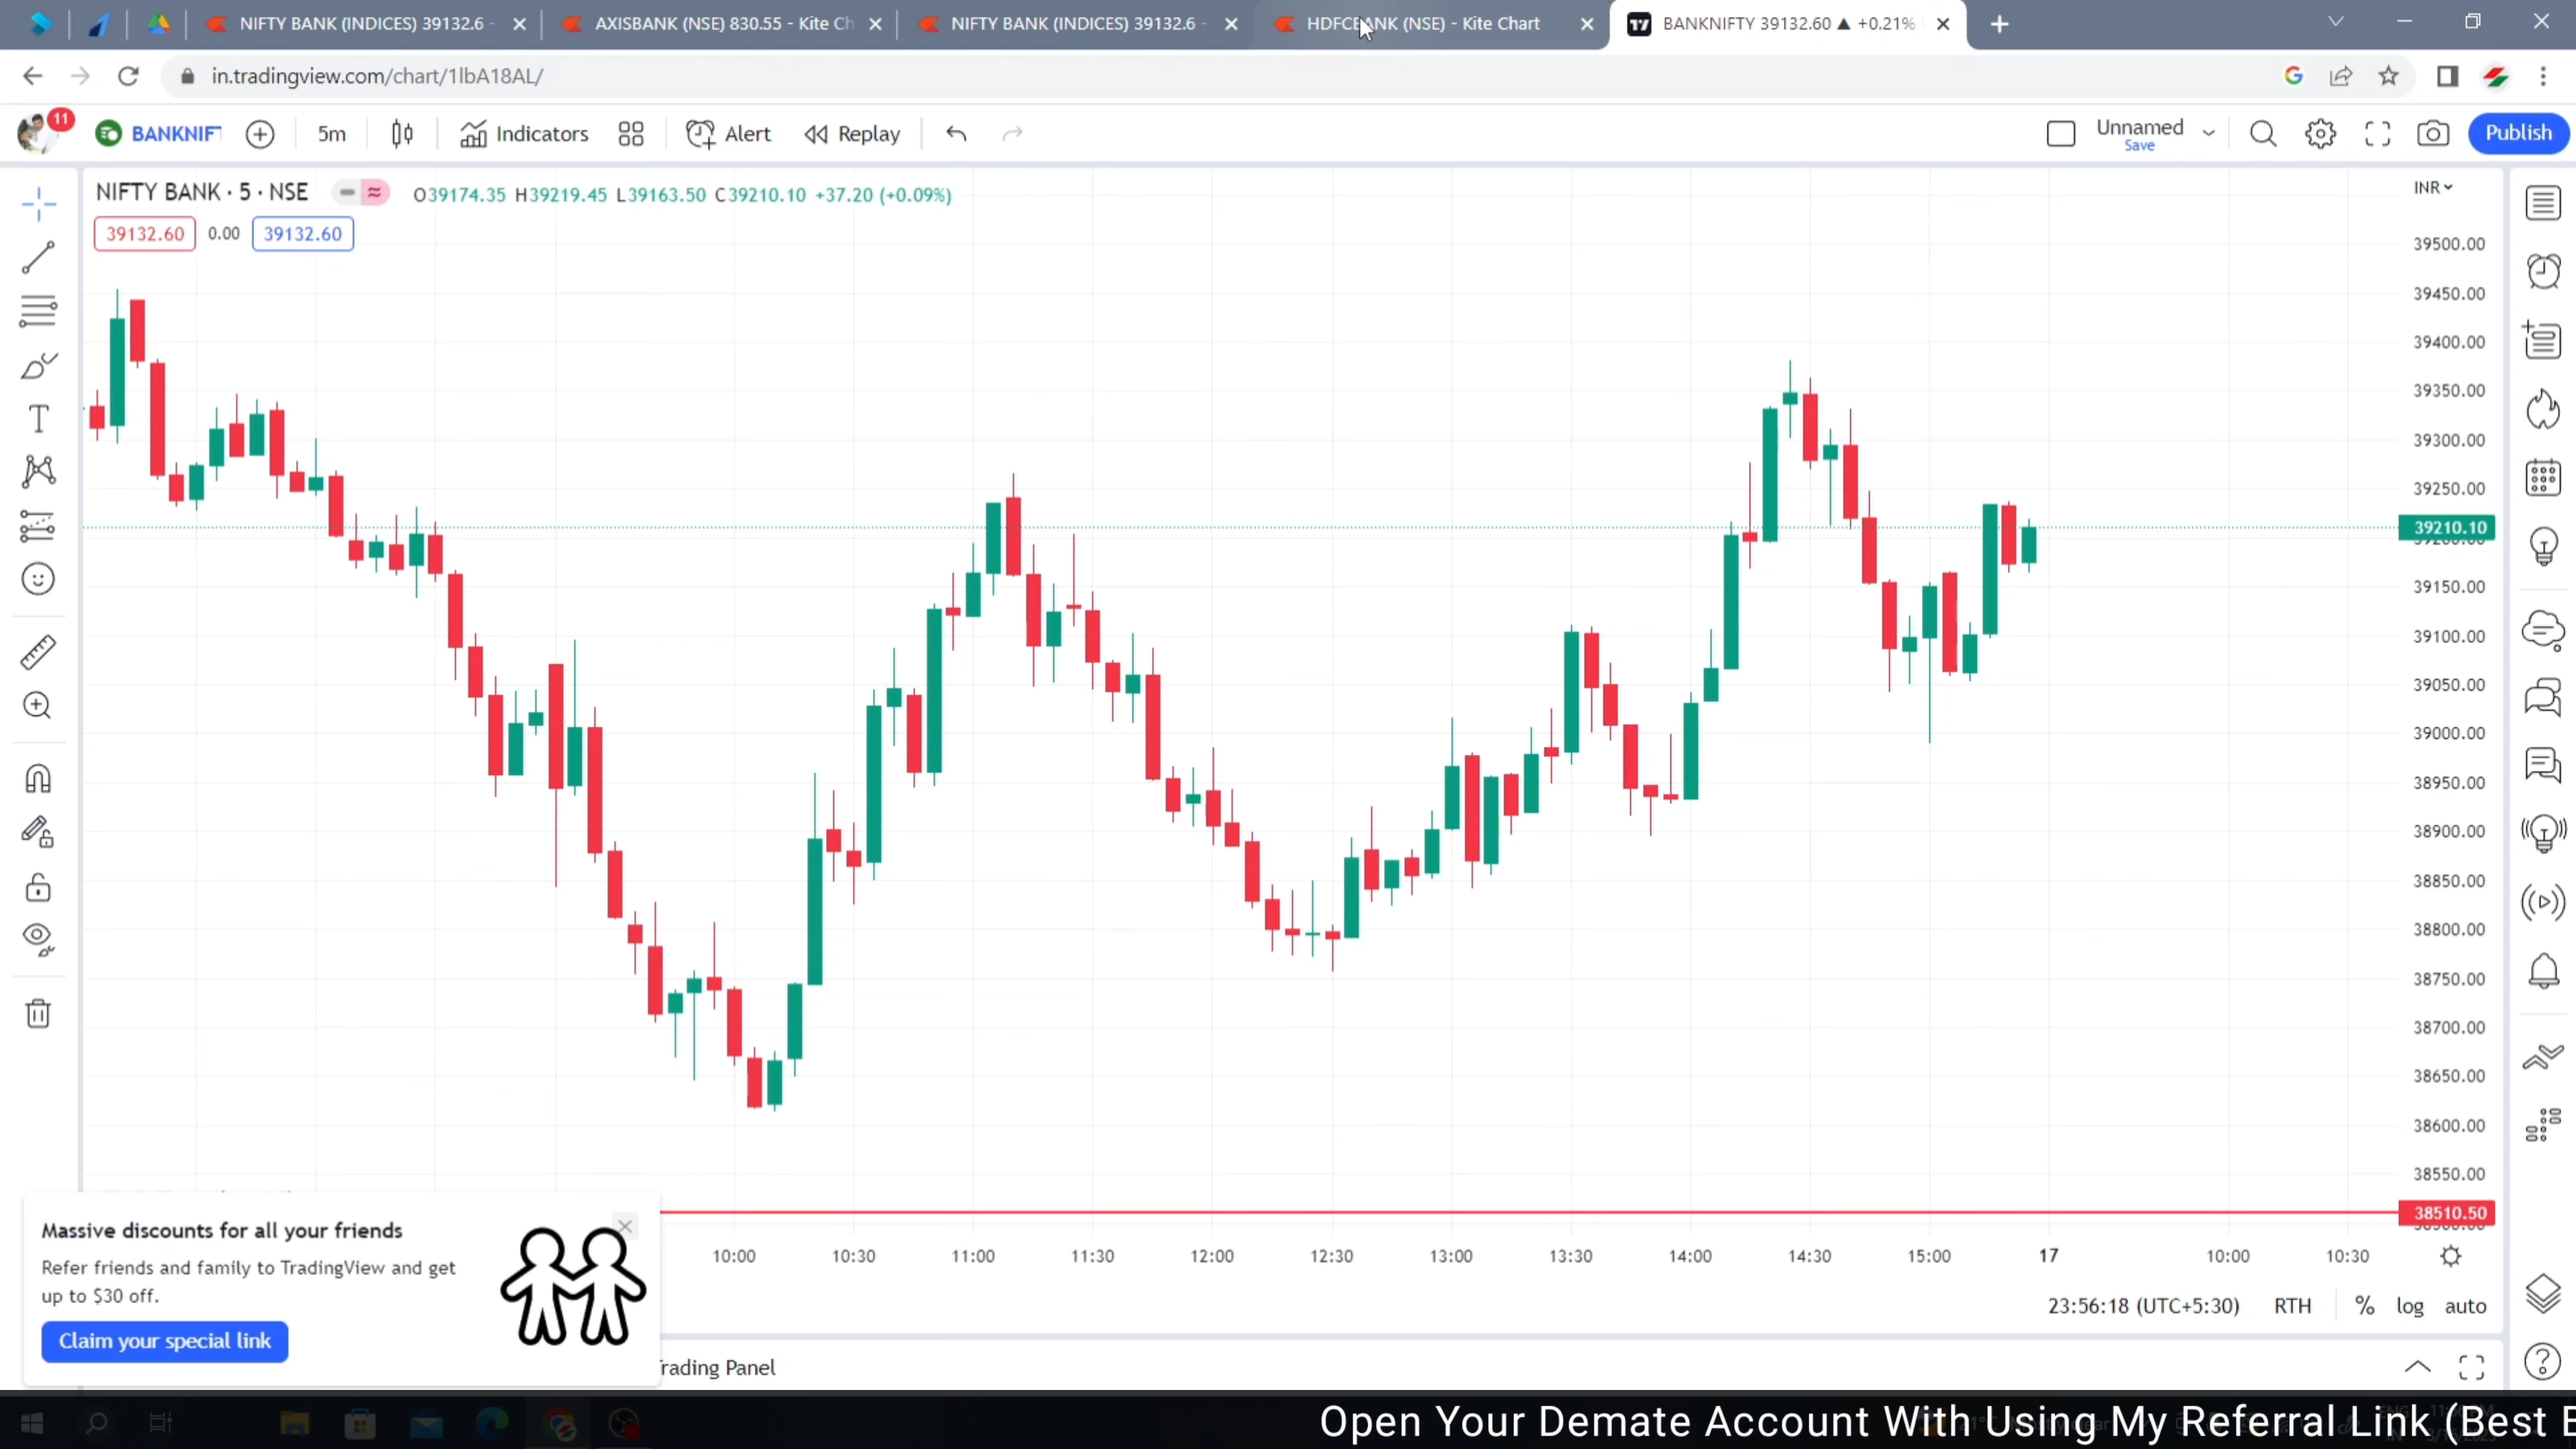 NIFTY BANK (INDICES) 39132.6 -
AXISBANK (NSE) 830.55 - Kite Ch
NIFTY BANK (INDICES) 39132.6 -
HDFCBANK (NSE) - Kite Chart
BANKNIFTY 39132.60 ▲ +0.21%
in.tradingview.com/chart/1lbA18AL/
11
BANKNIF
5m
Indicators
Alert
Replay
Unnamed
Save
Publish
NIFTY BANK · 5 · NSE
O39174.35 H39219.45 L39163.50 C39210.10 +37.20 (+0.09%)
INR
39132.60 0.00 39132.60
39500.00
39450.00
39400.00
39350.00
39300.00
39250.00
39210.10
39150.00
39100.00
39050.00
39000.00
38950.00
38900.00
38850.00
38800.00
38750.00
38700.00
38650.00
38600.00
38550.00
38510.50
10:00 10:30 11:00 11:30 12:00 12:30 13:00 13:30 14:00 14:30 15:00 17 10:00 10:30
Massive discounts for all your friends
Refer friends and family to TradingView and get
up to $30 off.
Claim your special link
23:56:18 (UTC+5:30) RTH % log auto
rading Panel
Open Your Demate Account With Using My Referral Link (Best